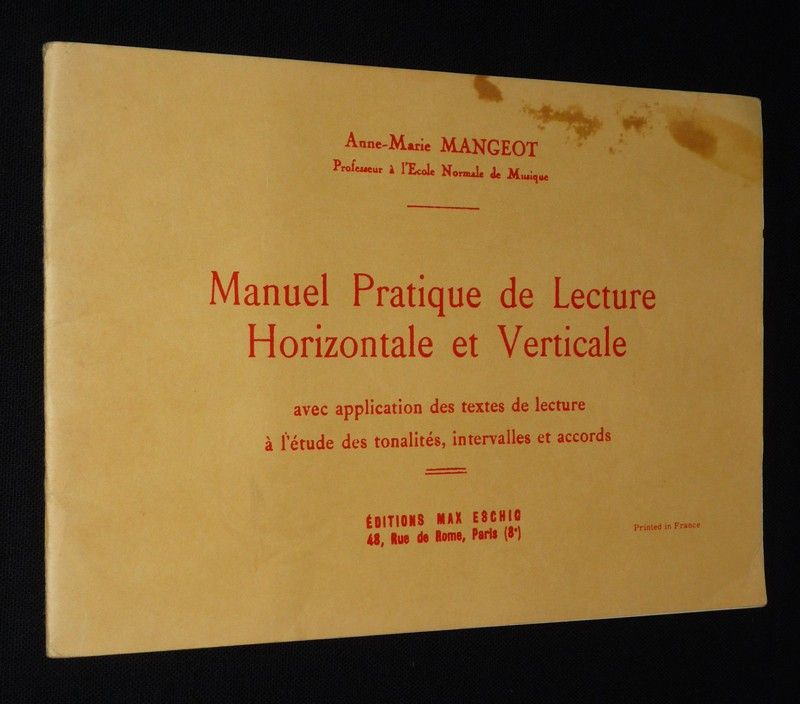 Anne-Marie MANGEOT
Professeur à l'Ecole Normale de Musique
Manuel Pratique de Lecture
Horizontale et Verticale
avec application des textes de lecture
à l'étude des tonalités, intervalles et accords
ÉDITIONS MAX ESCHIG
48, Rue de Rome, Paris (8e)
Printed in France